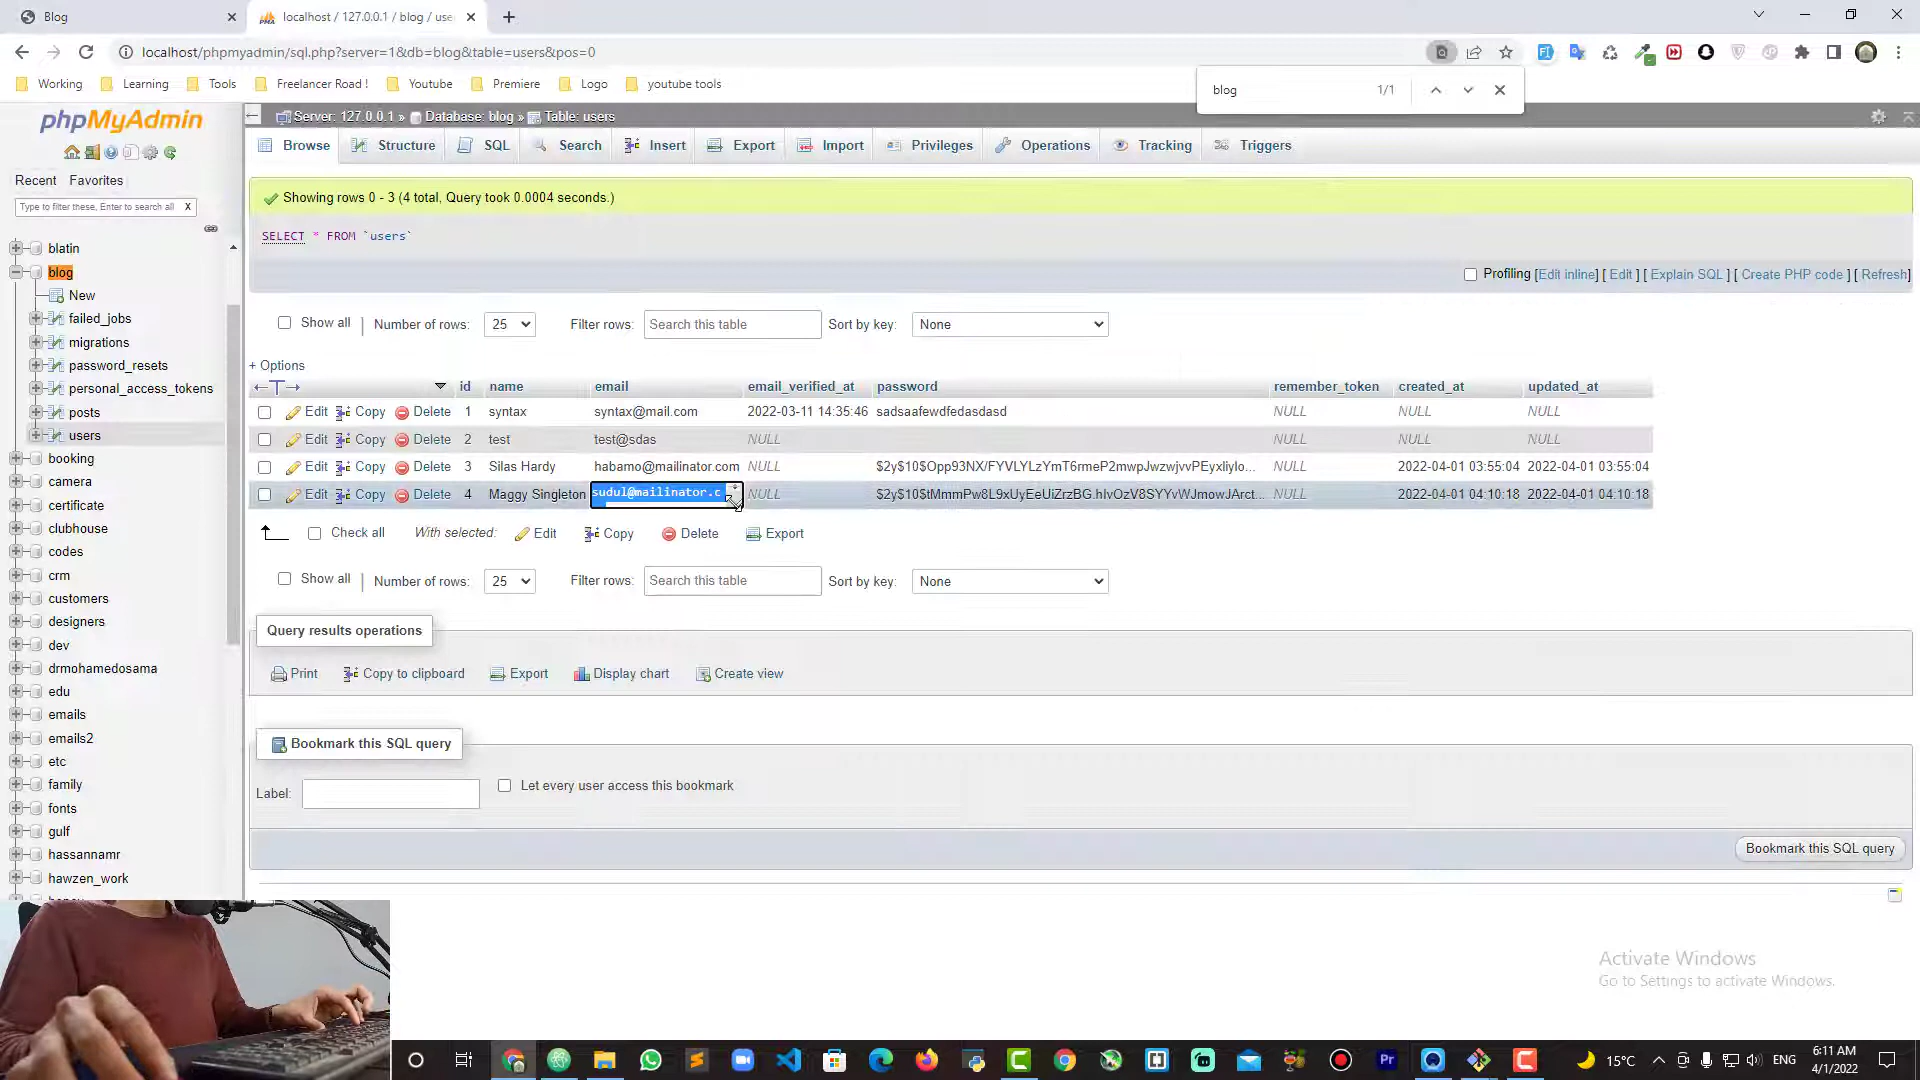 Blog
localhost / 127.0.0.1 / blog / use
localhost/phpmyadmin/sql.php?server=1&db=blog&table=users&pos=0
Working Learning Tools Freelancer Road ! Youtube Premiere Logo youtube tools
blog 1/1
phpMyAdmin
Server: 127.0.0.1 » Database: blog » Table: users
Browse Structure SQL Search Insert Export Import Privileges Operations Tracking Triggers
Recent Favorites
Type to filter these, Enter to search all X
Showing rows 0 - 3 (4 total, Query took 0.0004 seconds.)
SELECT * FROM `users`
Profiling [Edit inline] [ Edit ] [ Explain SQL ] [ Create PHP code ] [ Refresh]
blatin
blog
New
failed_jobs
migrations
password_resets
personal_access_tokens
posts
users
booking
camera
certificate
clubhouse
codes
crm
customers
designers
dev
drmohamedosama
edu
emails
emails2
etc
family
fonts
gulf
hassannamr
hawzen_work
Show all Number of rows: 25 Filter rows: Search this table Sort by key: None
+ Options
id name email email_verified_at password remember_token created_at updated_at
Edit Copy Delete 1 syntax syntax@mail.com 2022-03-11 14:35:46 sadsaafewdfedasdasd NULL NULL NULL
Edit Copy Delete 2 test test@sdas NULL NULL NULL NULL
Edit Copy Delete 3 Silas Hardy habamo@mailinator.com NULL $2y$10$Opp93NX/FYVLYLzYmT6rmeP2mwpJwzwjvvPEyxliylo... NULL 2022-04-01 03:55:04 2022-04-01 03:55:04
Edit Copy Delete 4 Maggy Singleton sudul@mailinator.c NULL $2y$10$tMmmPw8L9xUyEeUiZrzBG.hIvOzV8SYYvWJmowJArct... NULL 2022-04-01 04:10:18 2022-04-01 04:10:18
Check all With selected: Edit Copy Delete Export
Show all Number of rows: 25 Filter rows: Search this table Sort by key: None
Query results operations
Print Copy to clipboard Export Display chart Create view
Bookmark this SQL query
Label: Let every user access this bookmark
Bookmark this SQL query
Activate Windows
Go to Settings to activate Windows.
15°C ENG 6:11 AM
4/1/2022